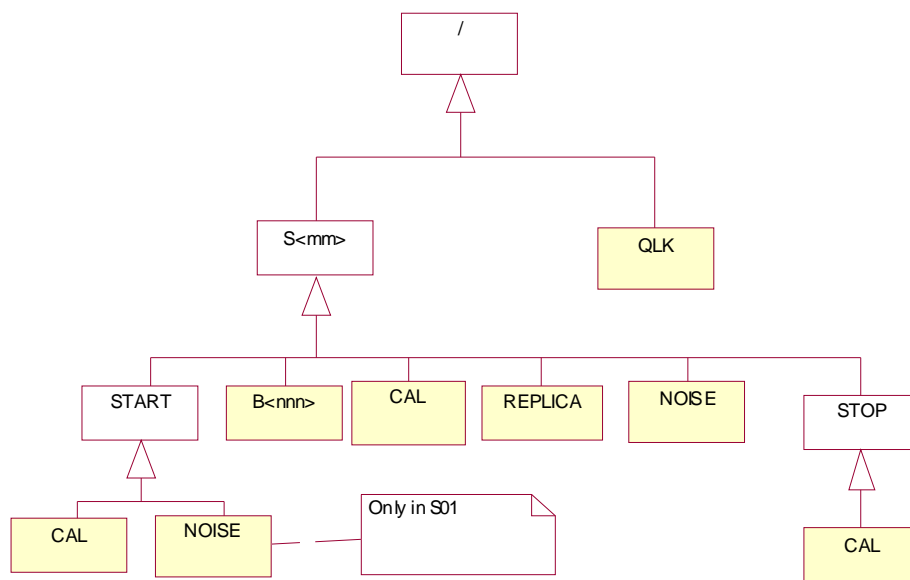 /
S<mm>
QLK
START
B<nnn>
CAL
REPLICA
NOISE
STOP
CAL
NOISE
Only in S01
CAL